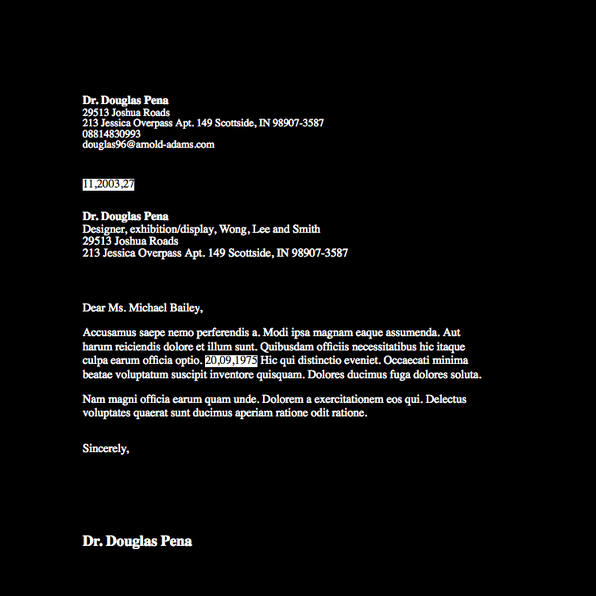 Dr. Douglas Pena
29513 Joshua Roads
213 Jessica Overpass Apt. 149 Scottside, IN 98907-3587
08814830993
douglas96@arnold-adams.com
11,2003,27
Dr. Douglas Pena
Designer, exhibition/display, Wong, Lee and Smith
29513 Joshua Roads
213 Jessica Overpass Apt. 149 Scottside, IN 98907-3587
Dear Ms. Michael Bailey,
Accusamus saepe nemo perferendis a. Modi ipsa magnam eaque assumenda. Aut
harum reiciendis dolore et illum sunt. Quibusdam officiis necessitatibus hic itaque
culpa earum officia optio. 20,09,1975 Hic qui distinctio eveniet. Occaecati minima
beatae voluptatum suscipit inventore quisquam. Dolores ducimus fuga dolores soluta.
Nam magni officia earum quam unde. Dolorem a exercitationem eos qui. Delectus
voluptates quaerat sunt ducimus aperiam ratione odit ratione.
Sincerely,
Dr. Douglas Pena